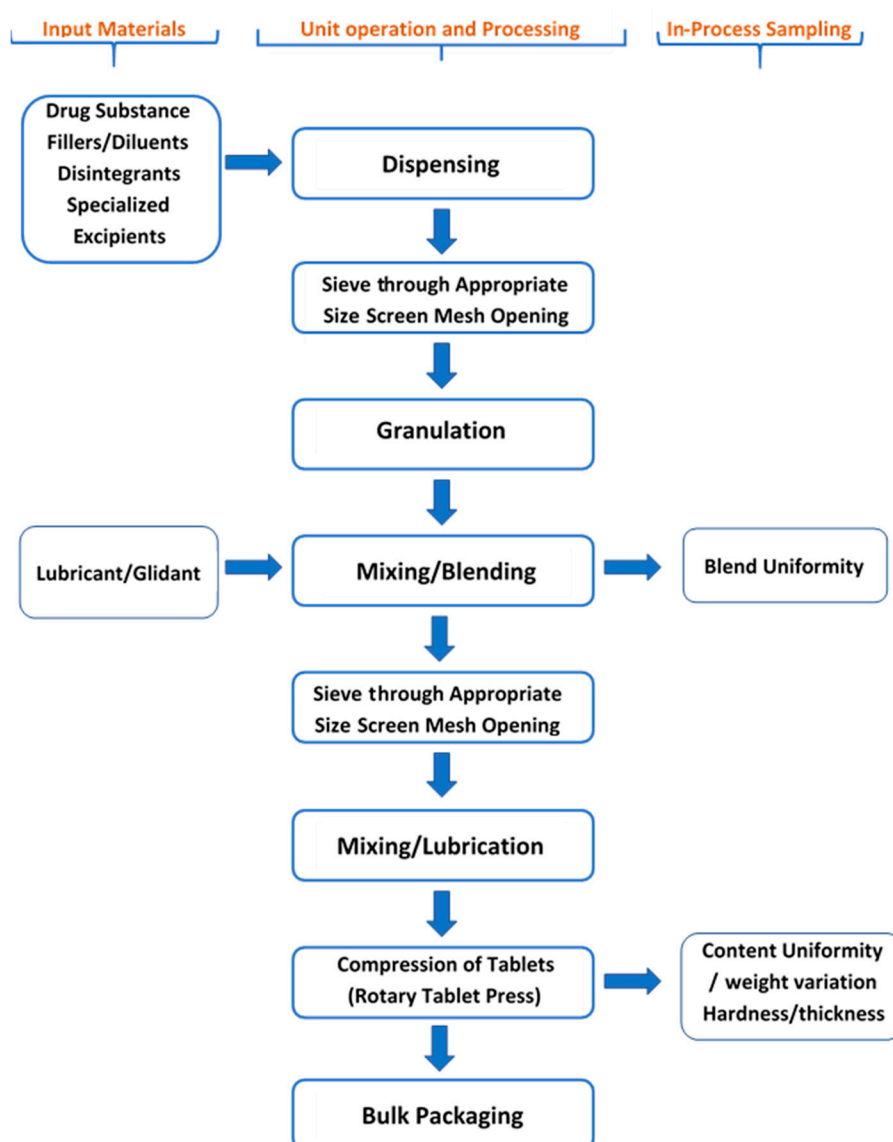 Input Materials
Unit operation and Processing
In-Process Sampling
Drug Substance
Fillers/Diluents
Disintegrants
Specialized
Excipients
Dispensing
Sieve through Appropriate
Size Screen Mesh Opening
Granulation
Lubricant/Glidant
Mixing/Blending
Blend Uniformity
Sieve through Appropriate
Size Screen Mesh Opening
Mixing/Lubrication
Compression of Tablets
(Rotary Tablet Press)
Content Uniformity
/ weight variation
Hardness/thickness
Bulk Packaging